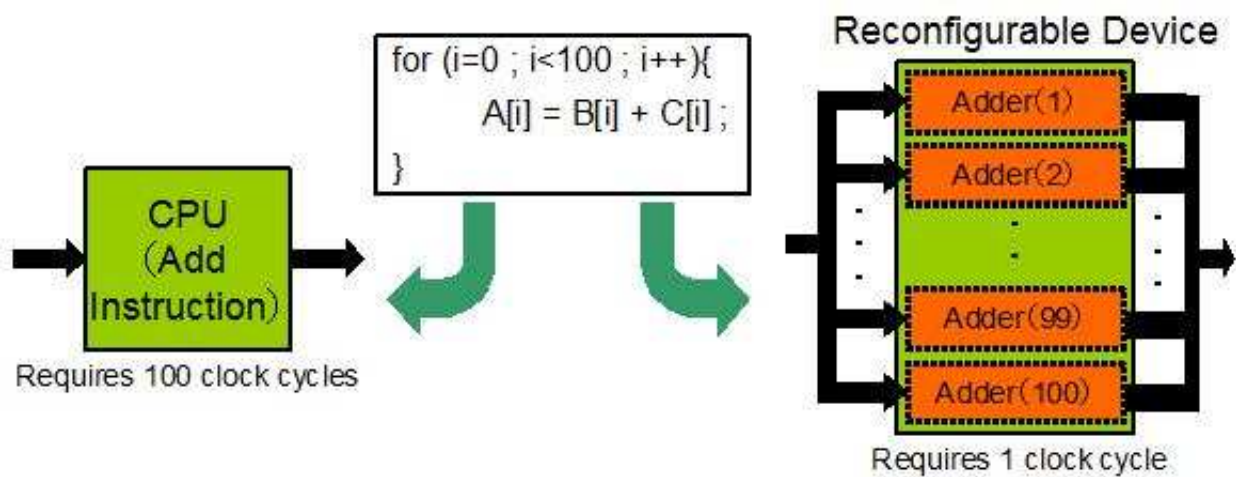 CPU
(Add
Instruction)
Requires 100 clock cycles
for (i=0 ; i<100 ; i++){
A[i] = B[i] + C[i] ;
}
Reconfigurable Device
Adder(1)
Adder(2)
Adder(99)
Adder(100)
Requires 1 clock cycle